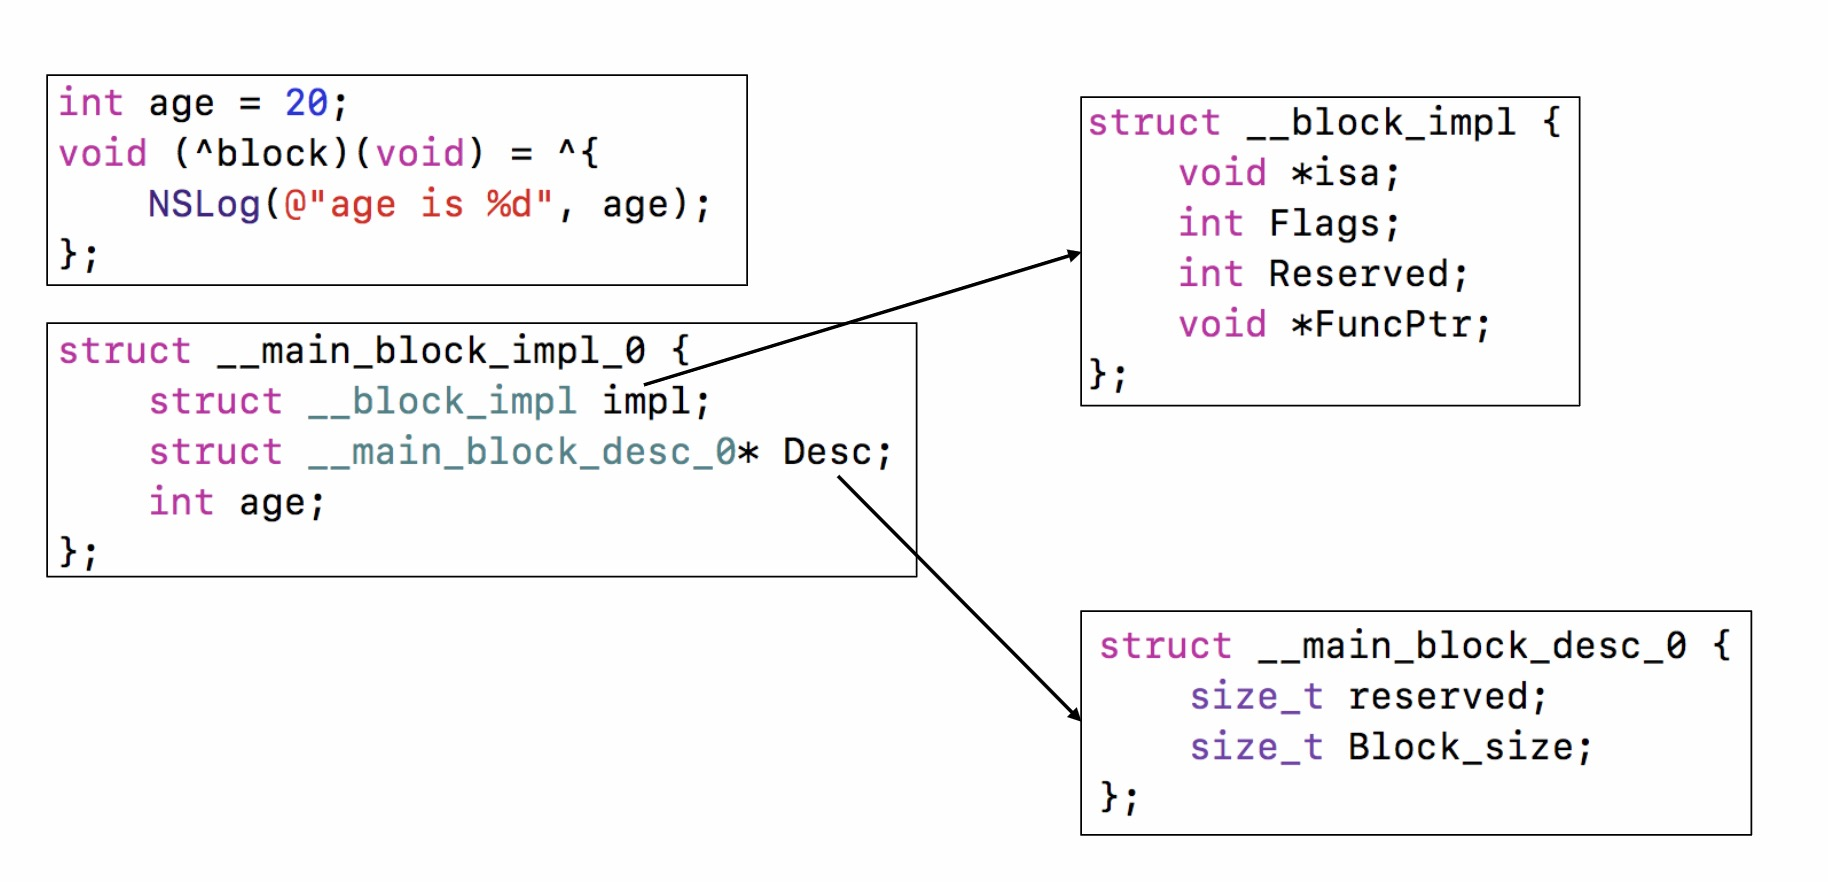 int age = 20;
void (^block)(void) = ^{
    NSLog(@"age is %d", age);
};
struct __main_block_impl_0 {
    struct __block_impl impl;
    struct __main_block_desc_0* Desc;
    int age;
};
struct __block_impl {
    void *isa;
    int Flags;
    int Reserved;
    void *FuncPtr;
};
struct __main_block_desc_0 {
    size_t reserved;
    size_t Block_size;
};